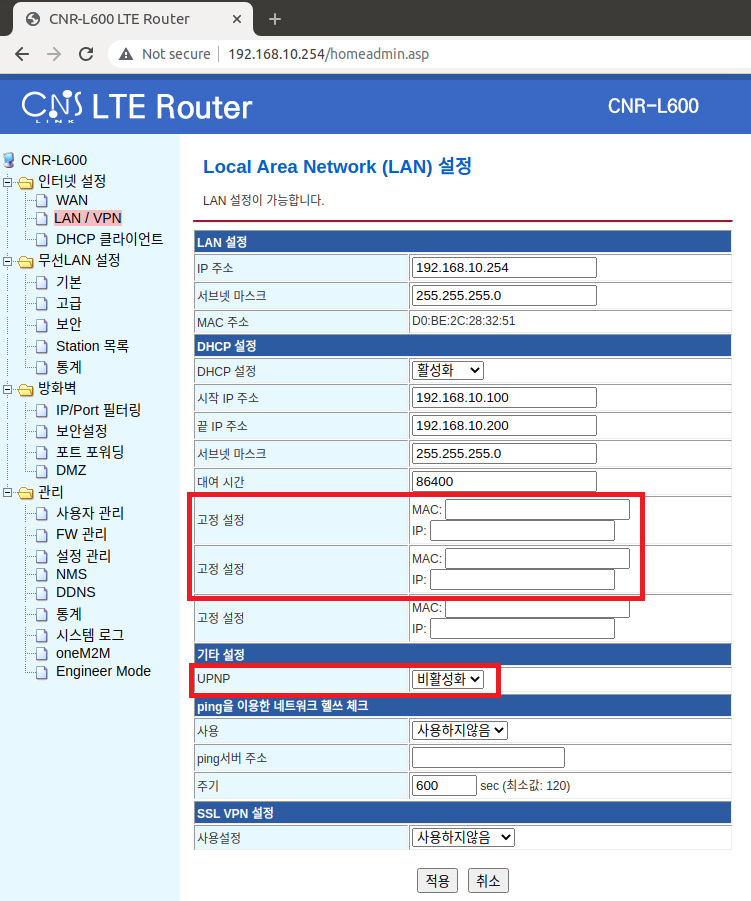 CNR-L600 LTE Router
Not secure 192.168.10.254/homeadmin.asp
CNS LINK LTE Router
CNR-L600
CNR-L600
인터넷 설정
WAN
LAN / VPN
DHCP 클라이언트
무선LAN 설정
기본
고급
보안
Station 목록
통계
방화벽
IP/Port 필터링
보안설정
포트 포워딩
DMZ
관리
사용자 관리
FW 관리
설정 관리
NMS
DDNS
통계
시스템 로그
oneM2M
Engineer Mode
Local Area Network (LAN) 설정
LAN 설정이 가능합니다.
LAN 설정
IP 주소 192.168.10.254
서브넷 마스크 255.255.255.0
MAC 주소 D0:BE:2C:28:32:51
DHCP 설정
DHCP 설정 활성화
시작 IP 주소 192.168.10.100
끝 IP 주소 192.168.10.200
서브넷 마스크 255.255.255.0
대여 시간 86400
고정 설정 MAC:
IP:
고정 설정 MAC:
IP:
고정 설정 MAC:
IP:
기타 설정
UPNP 비활성화
ping을 이용한 네트워크 헬쓰 체크
사용 사용하지않음
ping서버 주소
주기 600 sec (최소값: 120)
SSL VPN 설정
사용설정 사용하지않음
적용 취소